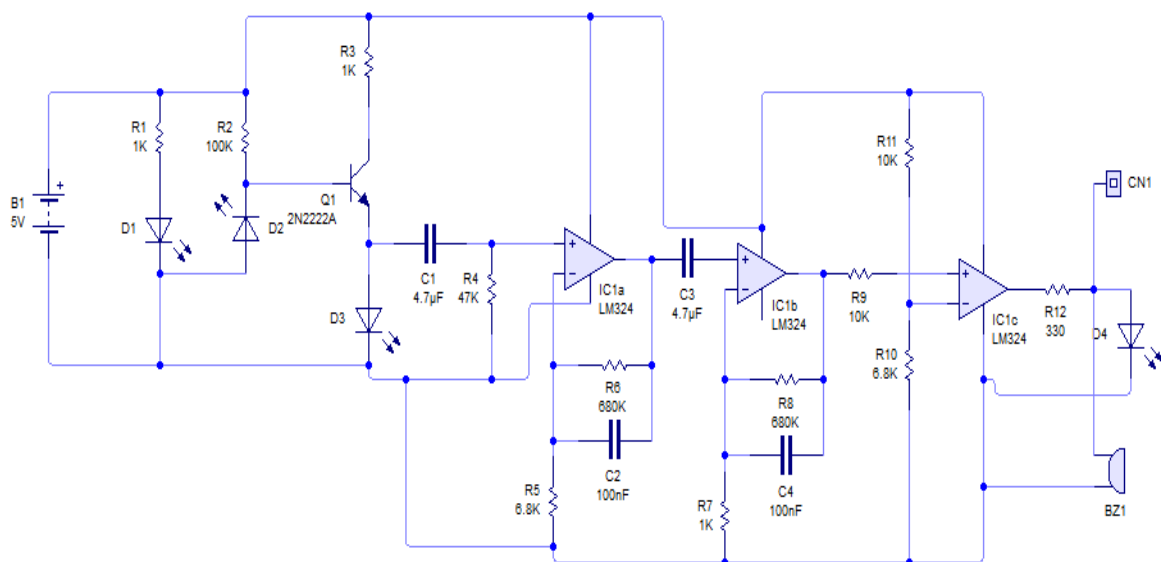 R3
1K
R1
1K
R2
100K
R11
10K
CN1
B1
5V
+
Q1
2N2222A
D1
D2
C1
4.7µF
R4
47K
+
−
IC1a
LM324
C3
4.7µF
+
−
IC1b
LM324
R9
10K
+
−
IC1c
LM324
R12
330
D4
D3
R6
680K
R8
680K
R10
6.8K
C2
100nF
C4
100nF
R5
6.8K
R7
1K
BZ1